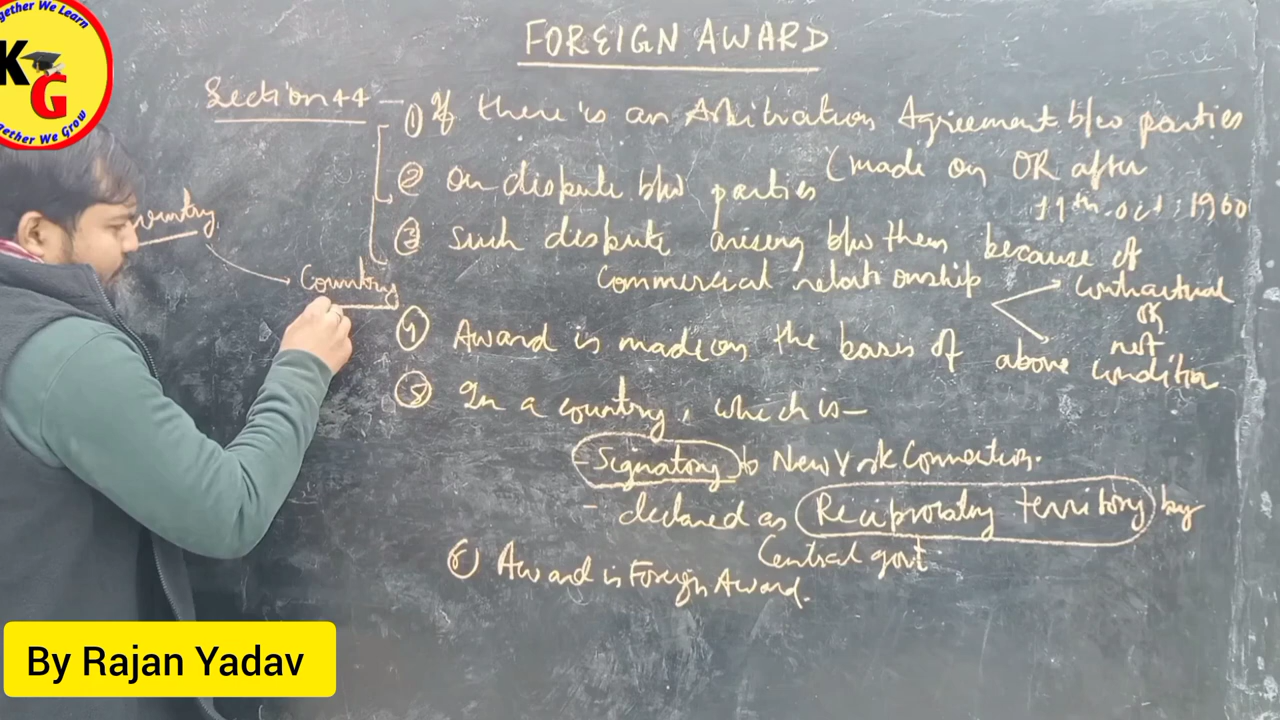 Together We Learn
KG
Together We Grow
FOREIGN AWARD
Section 44 -
① If there is an Arbitration Agreement b/w parties
(made on OR after
11th. Oct. 1960
② On dispute b/w parties
③ Such dispute arising b/w them because of
Commercial relationship
Contractual
OR
not
④ Award is made on the basis of above condition
⑤ In a country, which is -
- Signatory to New York Convention.
- declared as Reciprocating territory by
Central govt
⑥ Award is Foreign Award.
Country
Country
By Rajan Yadav